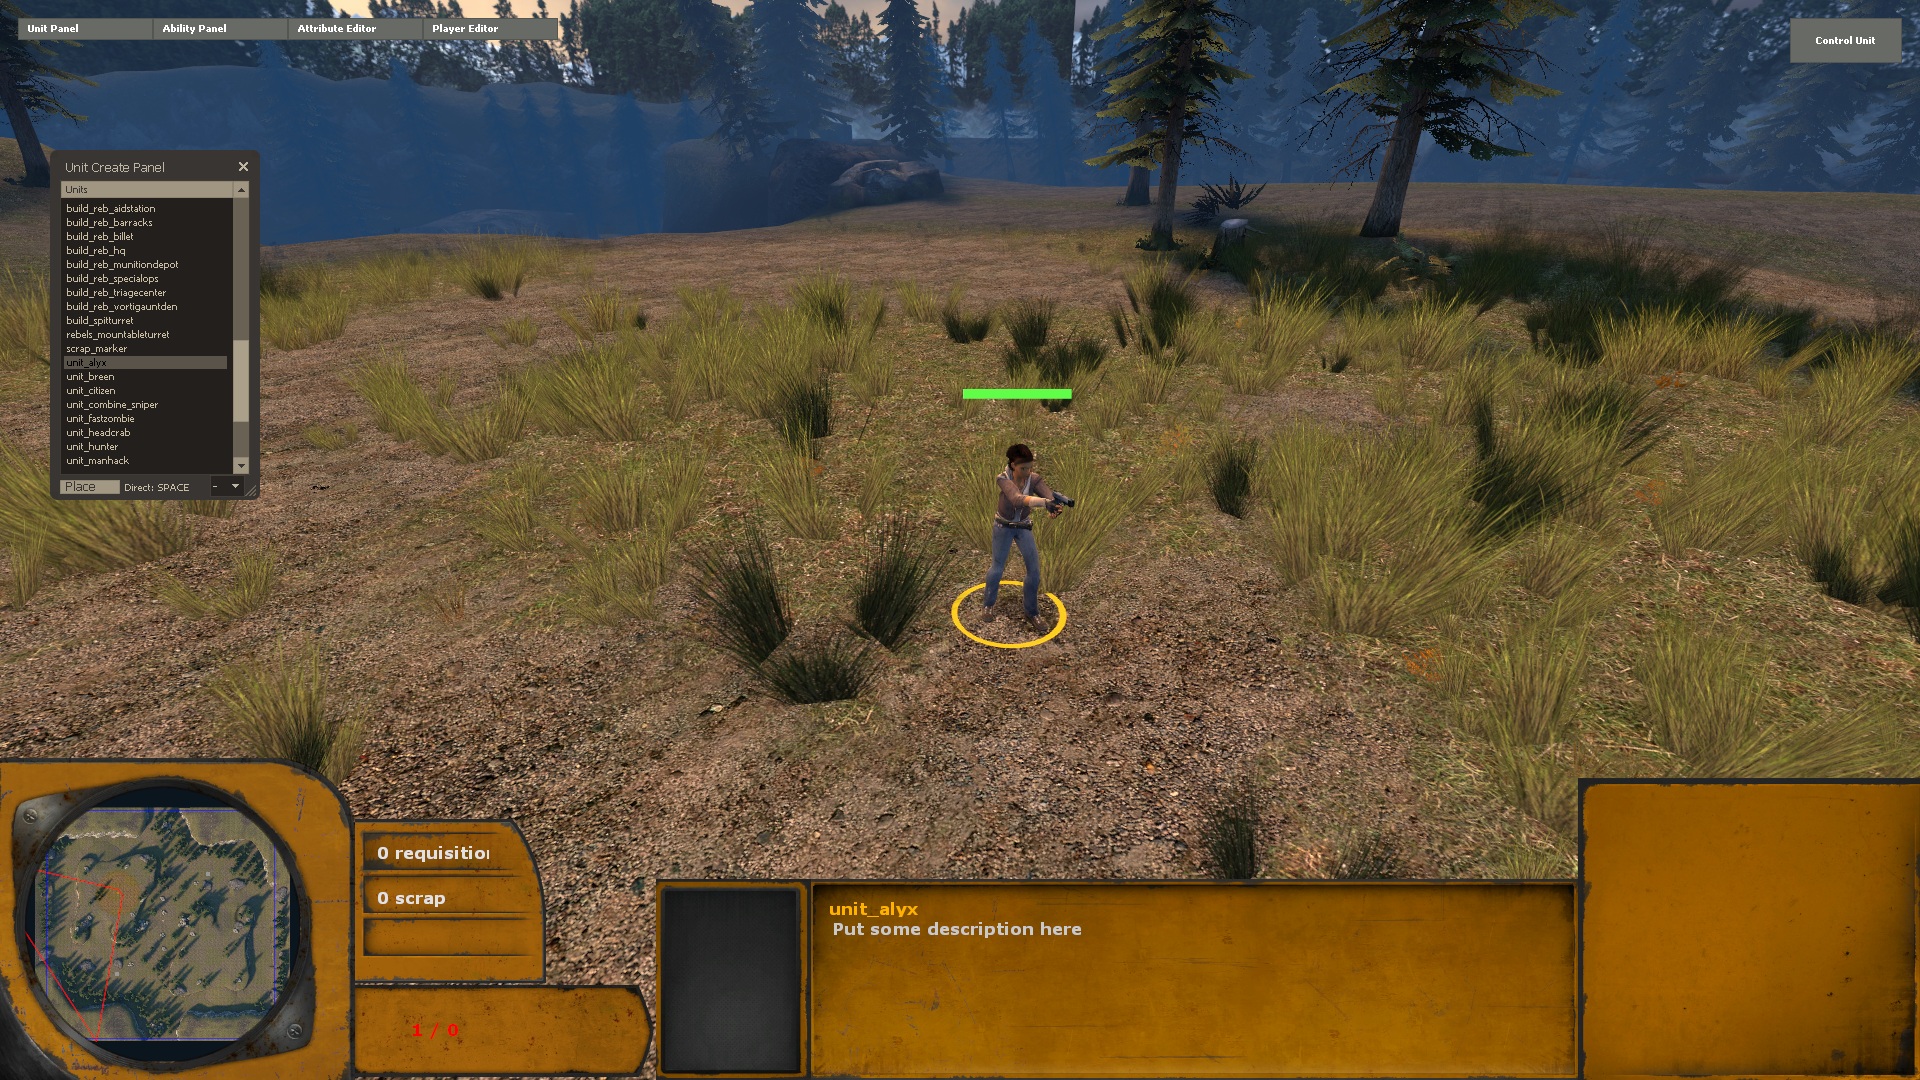 Unit Panel
Ability Panel
Attribute Editor
Player Editor
Control Unit
Unit Create Panel
Units
build_reb_aidstation
build_reb_barracks
build_reb_billet
build_reb_hq
build_reb_munitiondepot
build_reb_specialops
build_reb_triagecenter
build_reb_vortigauntden
build_spitturret
rebels_mountableturret
scrap_marker
unit_alyx
unit_breen
unit_citizen
unit_combine_sniper
unit_fastzombie
unit_headcrab
unit_hunter
unit_manhack
Place
Direct: SPACE
-
0 requisition
0 scrap
1 / 0
unit_alyx
Put some description here